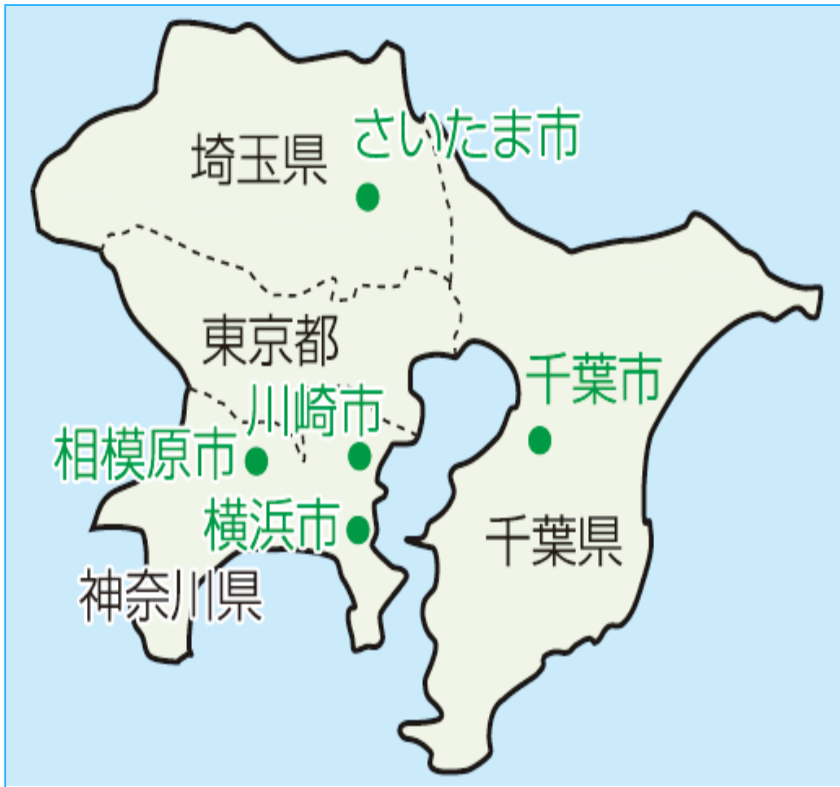 さいたま市
埼玉県
東京都
千葉市
川崎市
相模原市
横浜市
千葉県
神奈川県